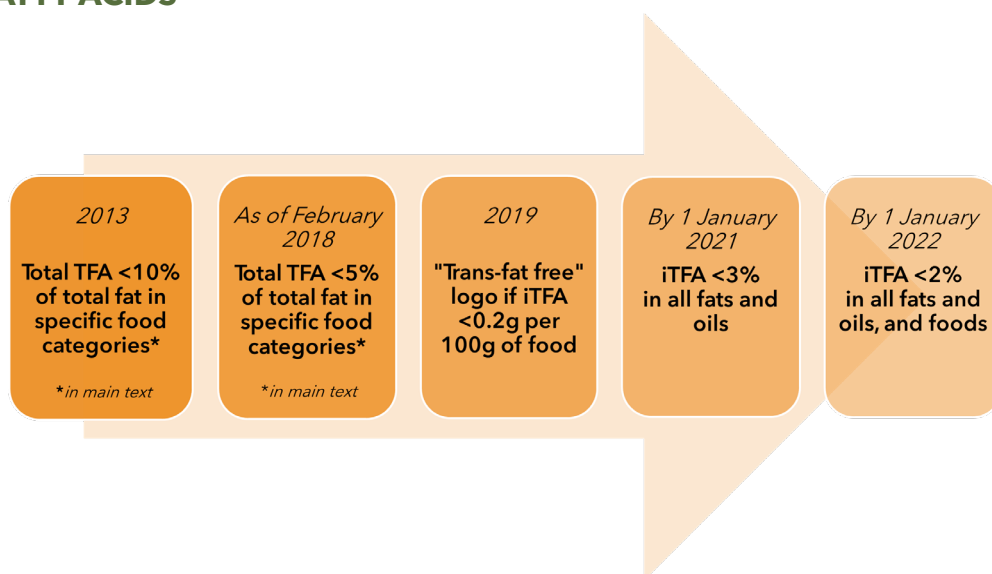 ACIDS
2013
Total TFA <10%
of total fat in
specific food
categories*
*in main text
As of February
2018
Total TFA <5%
of total fat in
specific food
categories*
*in main text
2019
"Trans-fat free"
logo if iTFA
<0.2g per
100g of food
By 1 January
2021
iTFA <3%
in all fats and
oils
By 1 January
2022
iTFA <2%
in all fats and
oils, and foods